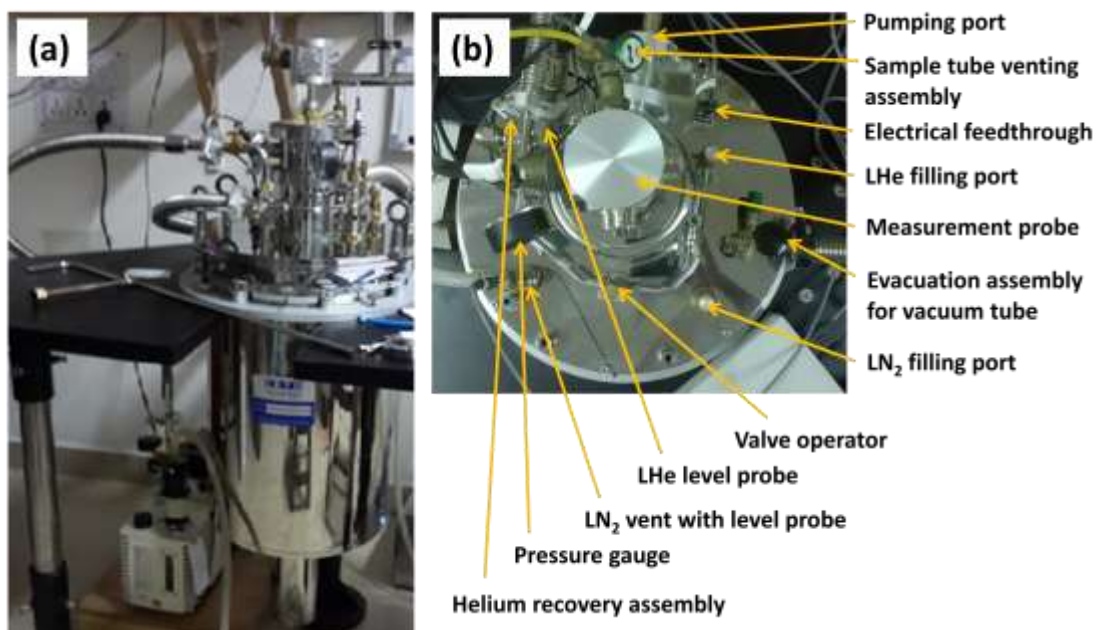 (a)
(b)
Pumping port
Sample tube venting
assembly
Electrical feedthrough
LHe filling port
Measurement probe
Evacuation assembly
for vacuum tube
LN₂ filling port
Valve operator
LHe level probe
LN₂ vent with level probe
Pressure gauge
Helium recovery assembly